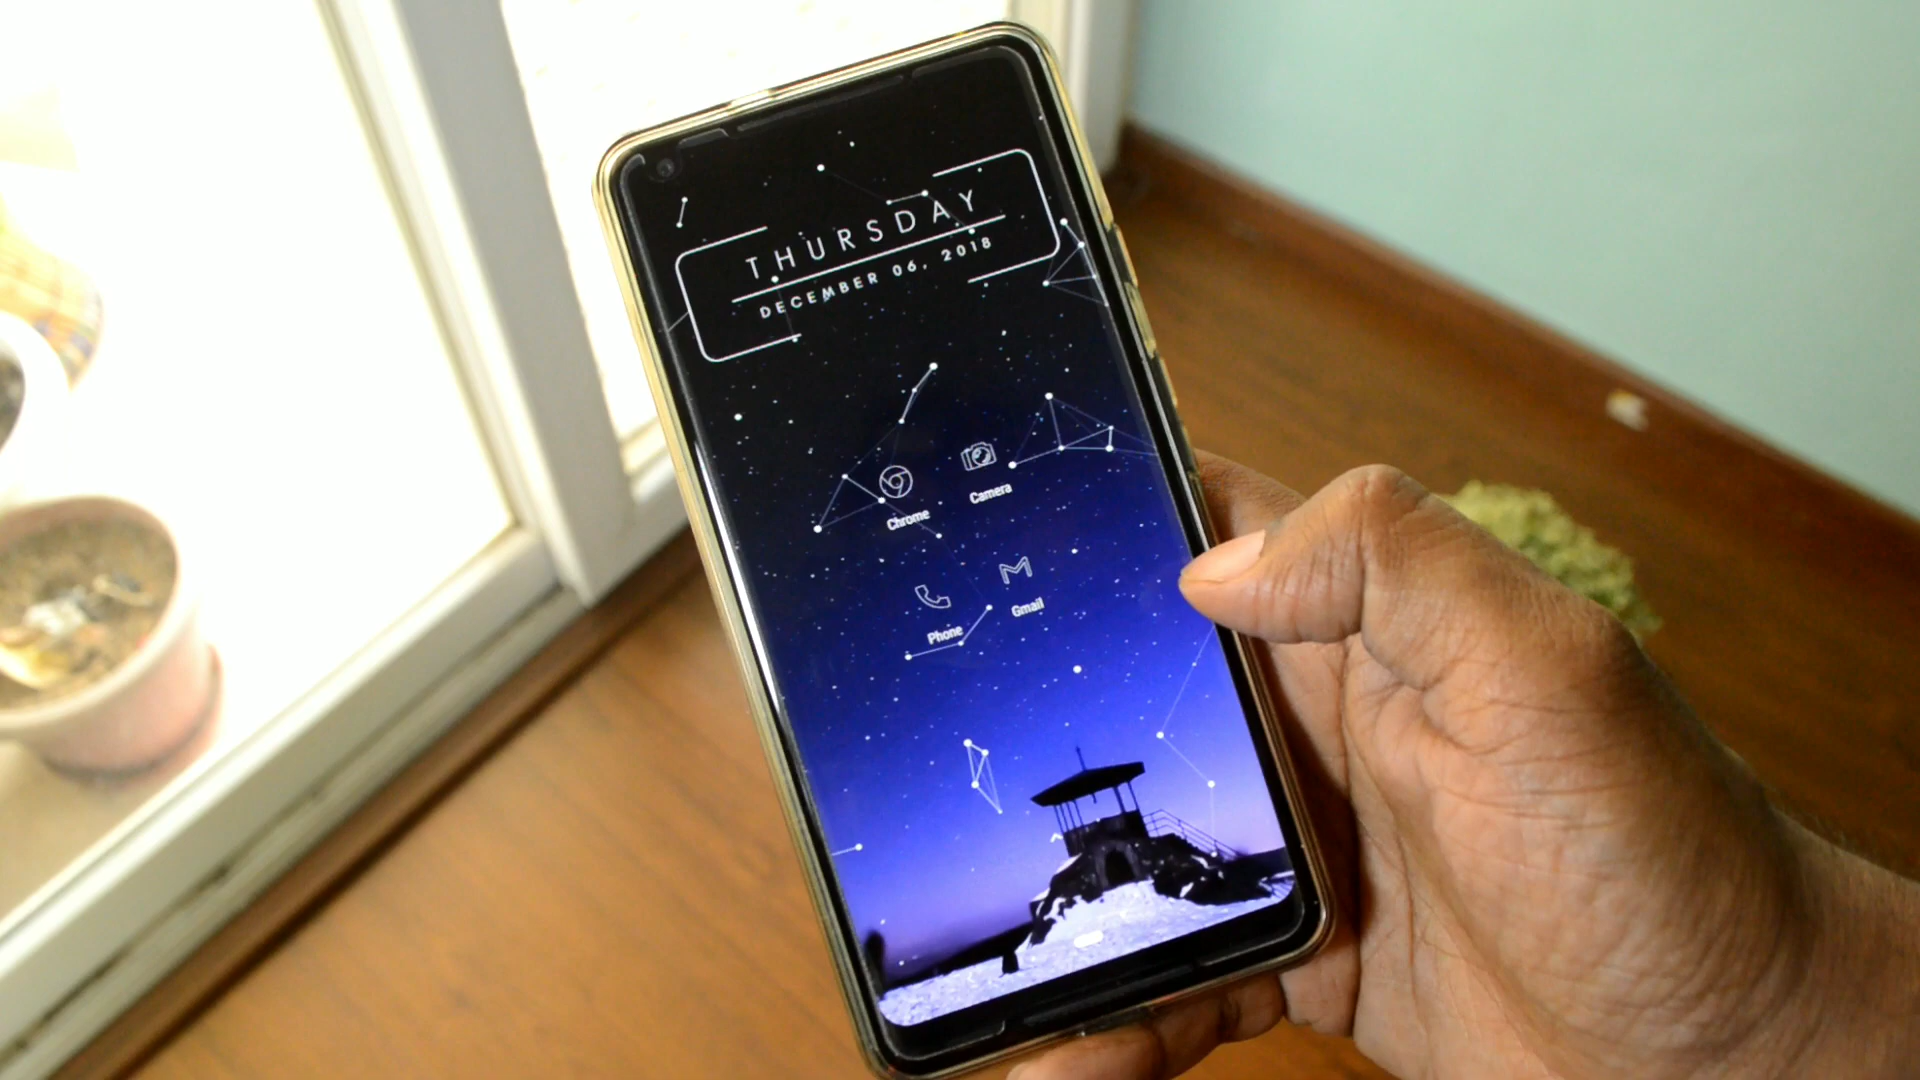 THURSDAY
DECEMBER 06, 2018
Chrome
Camera
Phone
Gmail